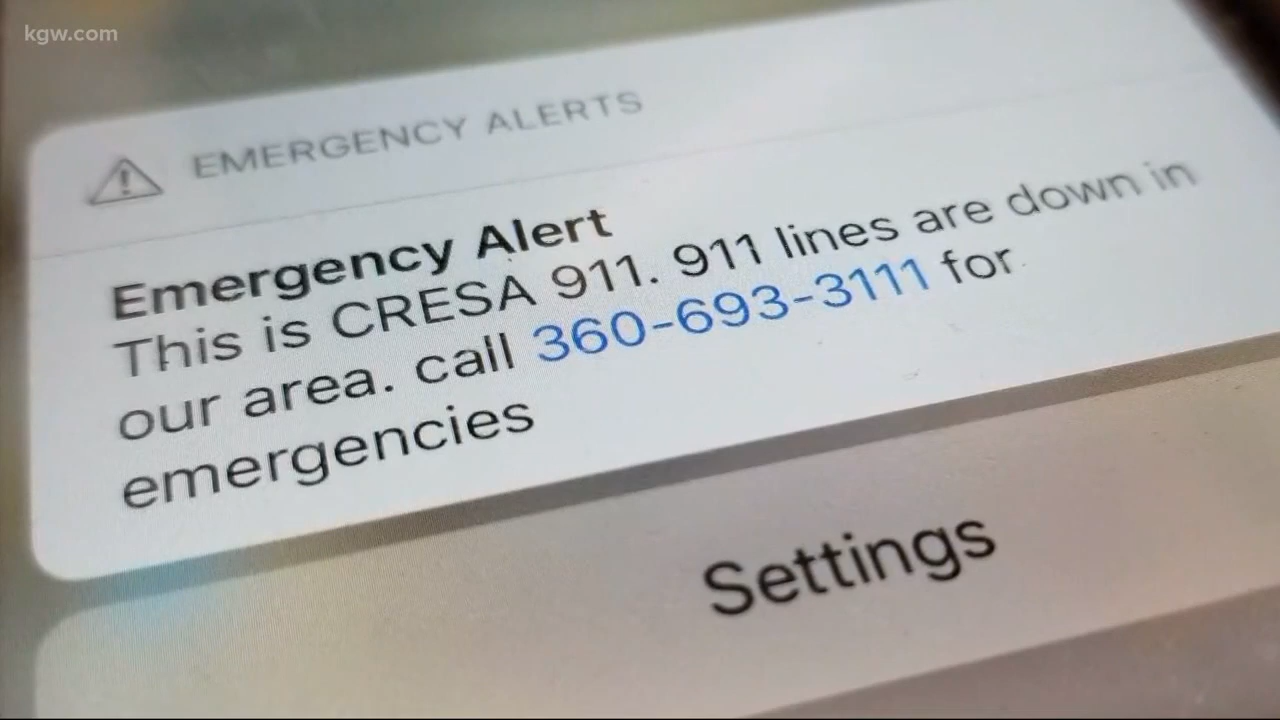 kgw.com
EMERGENCY ALERTS
Emergency Alert
This is CRESA 911. 911 lines are down in
our area. call 360-693-3111 for
emergencies
Settings